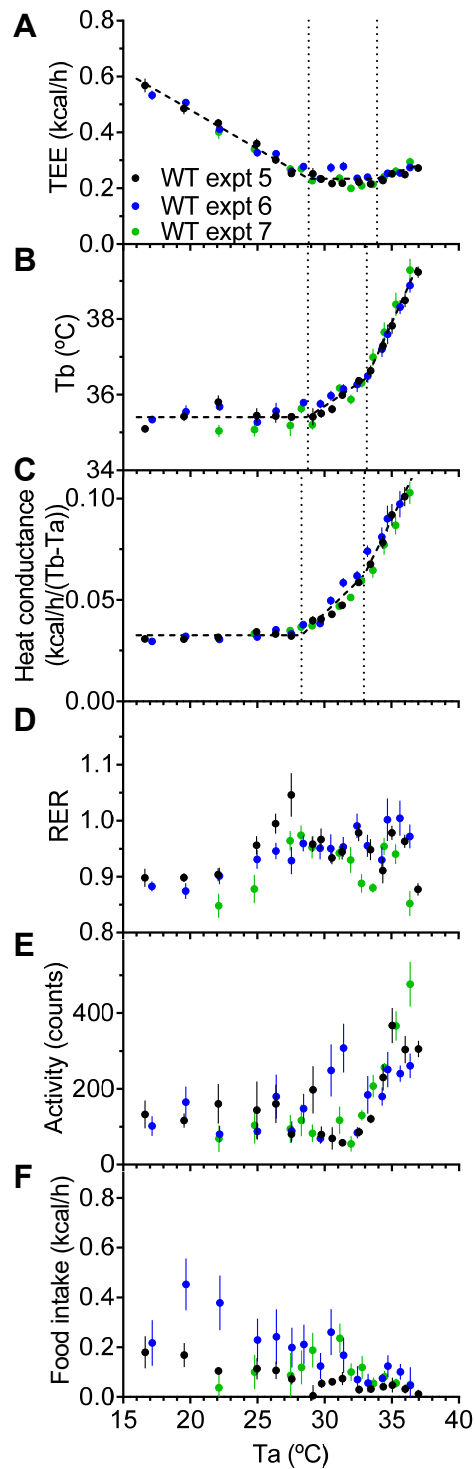 A
TEE (kcal/h)
0.8
0.6
0.4
0.2
0.0
WT expt 5
WT expt 6
WT expt 7
B
Tb (ºC)
38
36
34
C
Heat conductance
(kcal/h/(Tb-Ta))
0.10
0.05
0.00
D
RER
1.1
1.0
0.9
0.8
E
Activity (counts)
400
200
0
F
Food intake (kcal/h)
0.8
0.6
0.4
0.2
0.0
15 20 25 30 35 40
Ta (ºC)